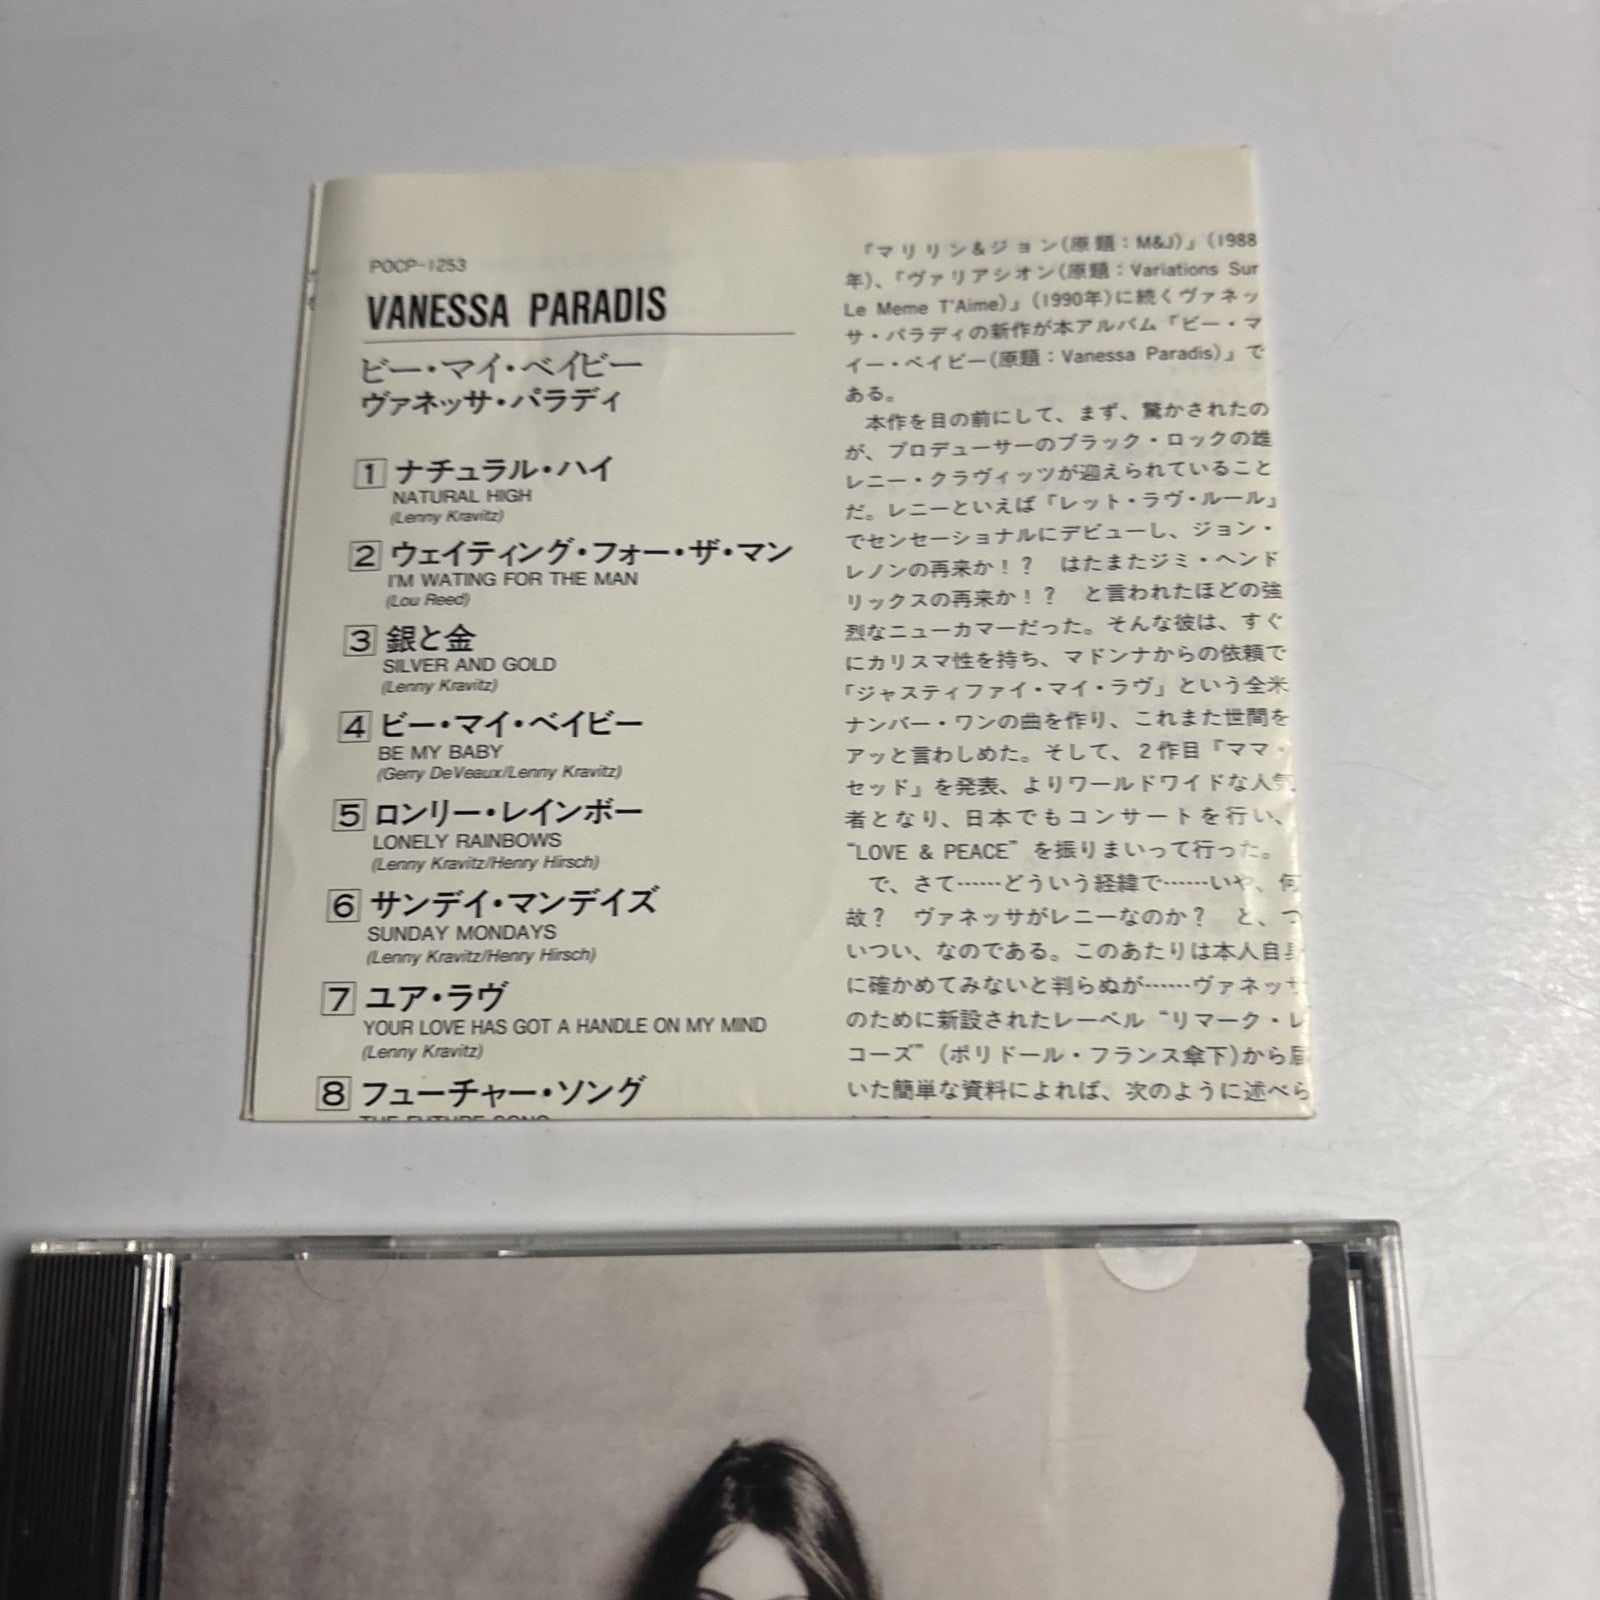 POCP-1253
VANESSA PARADIS
ビー・マイ・ベイビー
ヴァネッサ・パラディ
1 ナチュラル・ハイ
NATURAL HIGH
(Lenny Kravitz)
2 ウェイティング・フォー・ザ・マン
I'M WATING FOR THE MAN
(Lou Reed)
3 銀と金
SILVER AND GOLD
(Lenny Kravitz)
4 ビー・マイ・ベイビー
BE MY BABY
(Gerry DeVeaux/Lenny Kravitz)
5 ロンリー・レインボー
LONELY RAINBOWS
(Lenny Kravitz/Henry Hirsch)
6 サンデイ・マンデイズ
SUNDAY MONDAYS
(Lenny Kravitz/Henry Hirsch)
7 ユア・ラヴ
YOUR LOVE HAS GOT A HANDLE ON MY MIND
(Lenny Kravitz)
8 フューチャー・ソング
THE FUTURE SONG
『マリリン&ジョン(原題：M&J)』(1988
年)、『ヴァリアシオン(原題：Variations Sur
Le Meme T'Aime)』(1990年)に続くヴァネッ
サ・パラディの新作が本アルバム『ビー・マ
イー・ベイビー(原題：Vanessa Paradis)』で
ある。
本作を目の前にして、まず、驚かされたの
が、プロデューサーのブラック・ロックの雄
レニー・クラヴィッツが迎えられていること
だ。レニーといえば『レット・ラヴ・ルール』
でセンセーショナルにデビューし、ジョン・
レノンの再来か！？ はたまたジミ・ヘンド
リックスの再来か！？ と言われたほどの強
烈なニューカマーだった。そんな彼は、すぐ
にカリスマ性を持ち、マドンナからの依頼で
「ジャスティファイ・マイ・ラヴ」という全米
ナンバー・ワンの曲を作り、これまた世間を
アッと言わしめた。そして、2作目『ママ・
セッド』を発表、よりワールドワイドな人気
者となり、日本でもコンサートを行い、
“LOVE & PEACE” を振りまいって行った。
で、さて……どういう経緯で……いや、何
故？ ヴァネッサがレニーなのか？ と、つ
いつい、なのである。このあたりは本人自身
に確かめてみないと判らぬが……ヴァネッサ
のために新設されたレーベル “リマーク・レ
コーズ” (ポリドール・フランス傘下)から届
いた簡単な資料によれば、次のように述べら